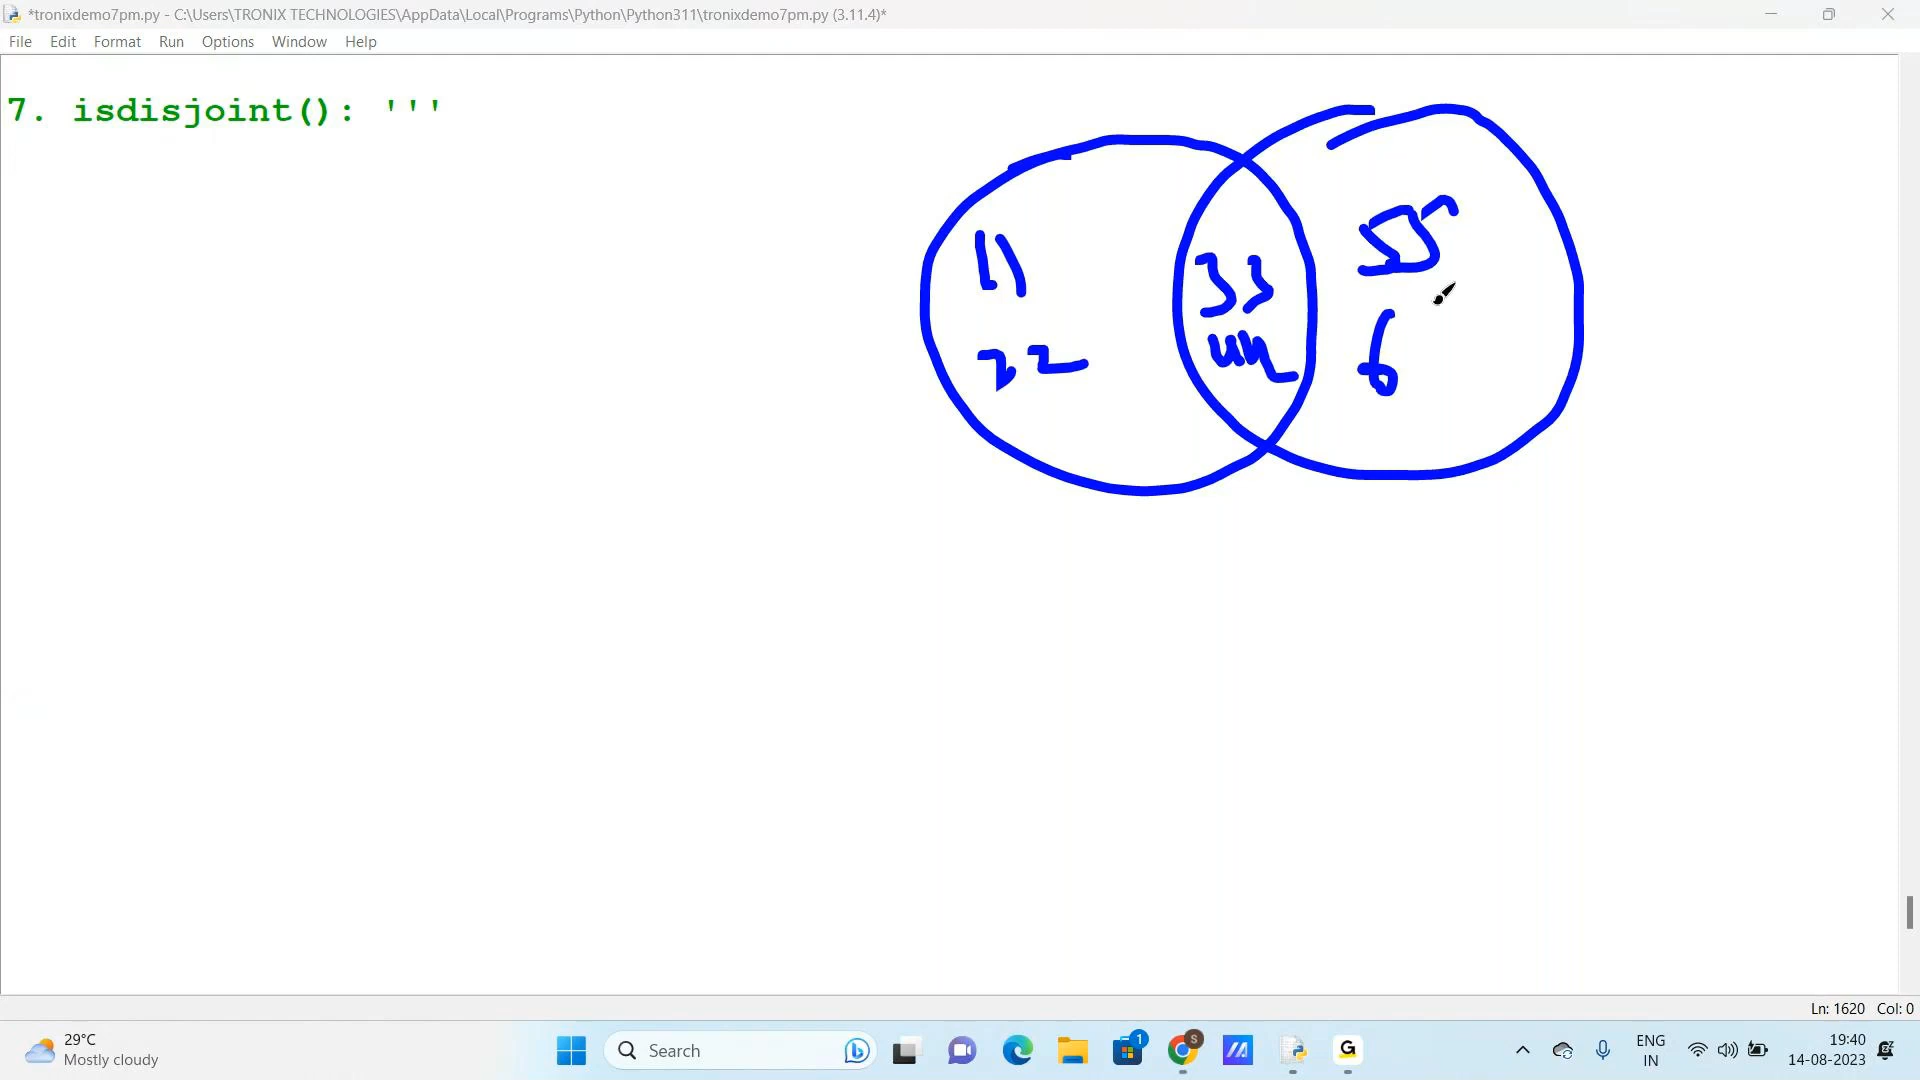 *tronixdemo7pm.py - C:\Users\TRONIX TECHNOLOGIES\AppData\Local\Programs\Python\Python311\tronixdemo7pm.py (3.11.4)*
File Edit Format Run Options Window Help
7. isdisjoint(): '''
11
22
33
55
6
Ln: 1620 Col: 0
29°C
Mostly cloudy
Search
1
S
G
ENG
IN
19:40
14-08-2023